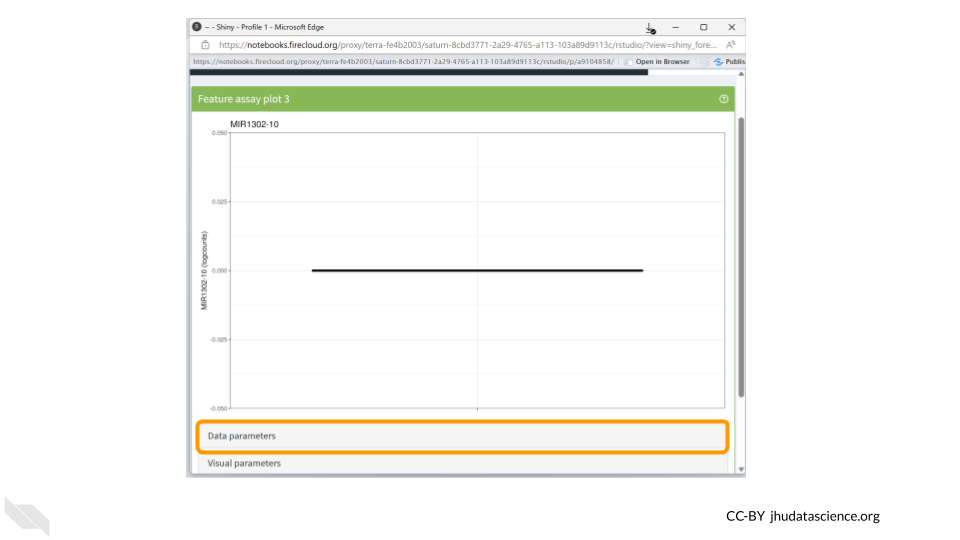 – - Shiny - Profile 1 - Microsoft Edge
https://notebooks.firecloud.org/proxy/terra-fe4b2003/saturn-8cbd3771-2a29-4765-a113-103a89d9113c/rstudio/?view=shiny_fore...
https://notebooks.firecloud.org/proxy/terra-fe4b2003/saturn-8cbd3771-2a29-4765-a113-103a89d9113c/rstudio/p/a9104858/ Open in Browser Publis
Feature assay plot 3
MIR1302-10
0.050
0.025
MIR1302-10 (logcounts)
0.000
-0.025
-0.050
Data parameters
Visual parameters
CC-BY jhudatascience.org